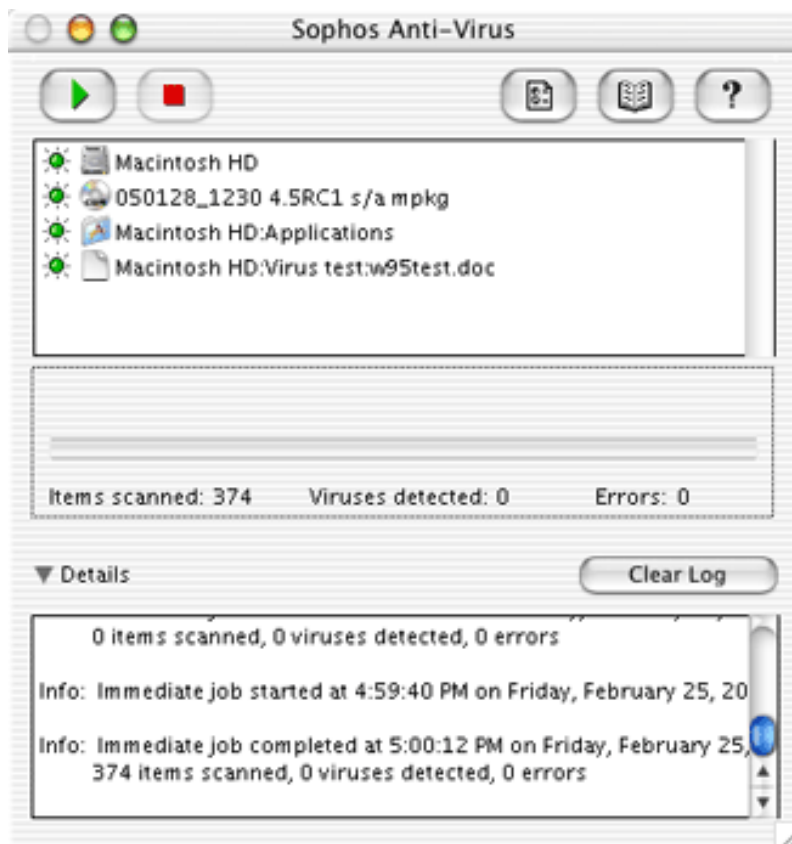 Sophos Anti-Virus
?
Macintosh HD
050128_1230 4.5RC1 s/a mpkg
Macintosh HD:Applications
Macintosh HD:Virus test:w95test.doc
Items scanned: 374 Viruses detected: 0 Errors: 0
Details Clear Log
0 items scanned, 0 viruses detected, 0 errors
Info: Immediate job started at 4:59:40 PM on Friday, February 25, 20
Info: Immediate job completed at 5:00:12 PM on Friday, February 25,
374 items scanned, 0 viruses detected, 0 errors